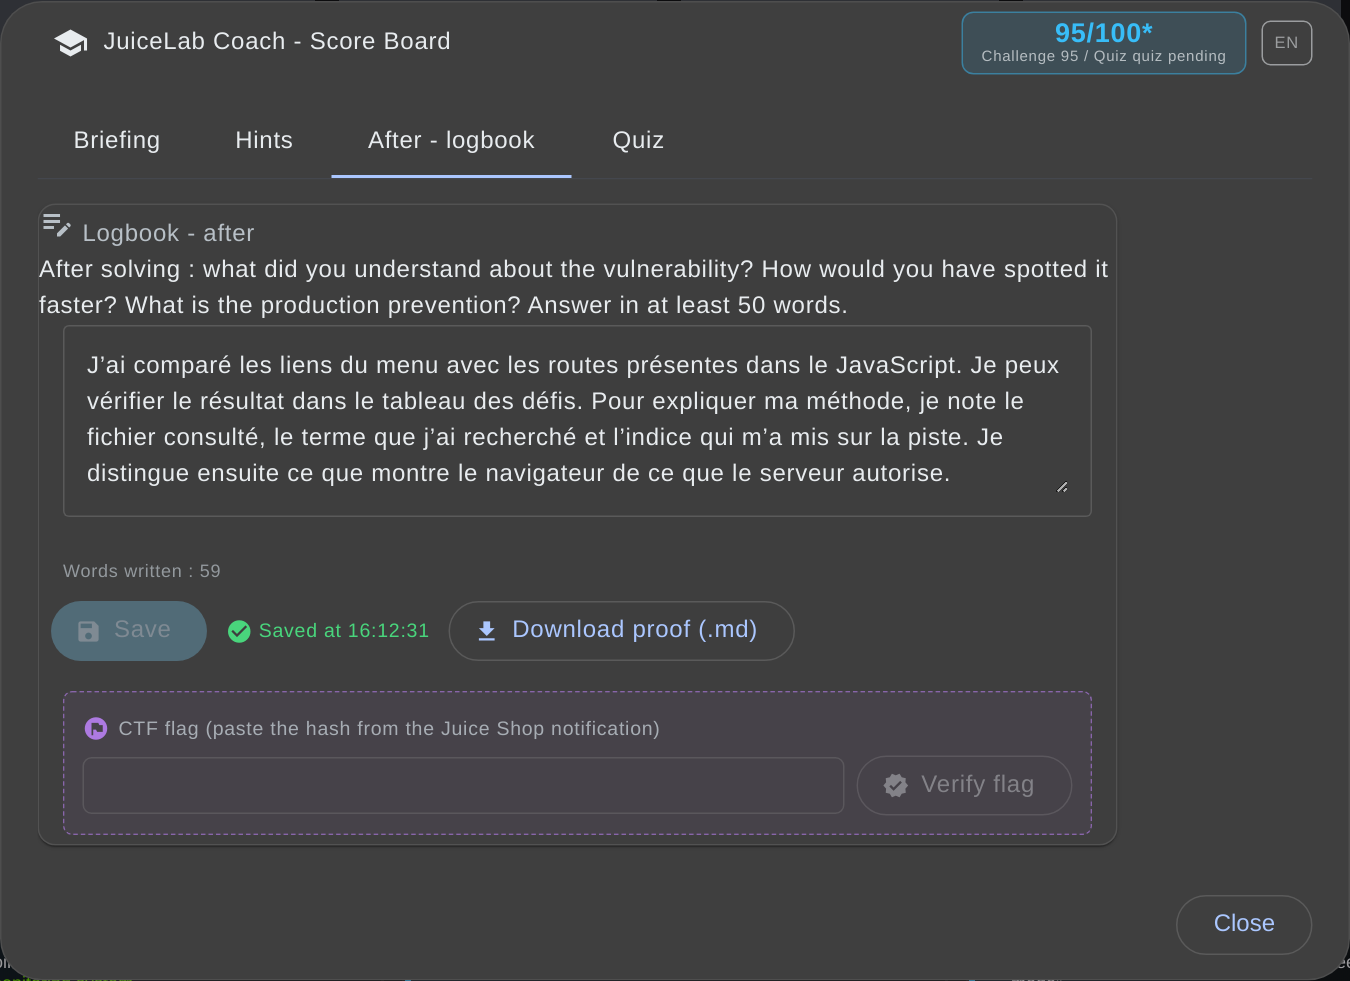 JuiceLab Coach - Score Board
95/100*
Challenge 95 / Quiz quiz pending
EN
Briefing
Hints
After - logbook
Quiz
Logbook - after
After solving : what did you understand about the vulnerability? How would you have spotted it
faster? What is the production prevention? Answer in at least 50 words.
J’ai comparé les liens du menu avec les routes présentes dans le JavaScript. Je peux
vérifier le résultat dans le tableau des défis. Pour expliquer ma méthode, je note le
fichier consulté, le terme que j’ai recherché et l’indice qui m’a mis sur la piste. Je
distingue ensuite ce que montre le navigateur de ce que le serveur autorise.
Words written : 59
Save
Saved at 16:12:31
Download proof (.md)
CTF flag (paste the hash from the Juice Shop notification)
Verify flag
Close